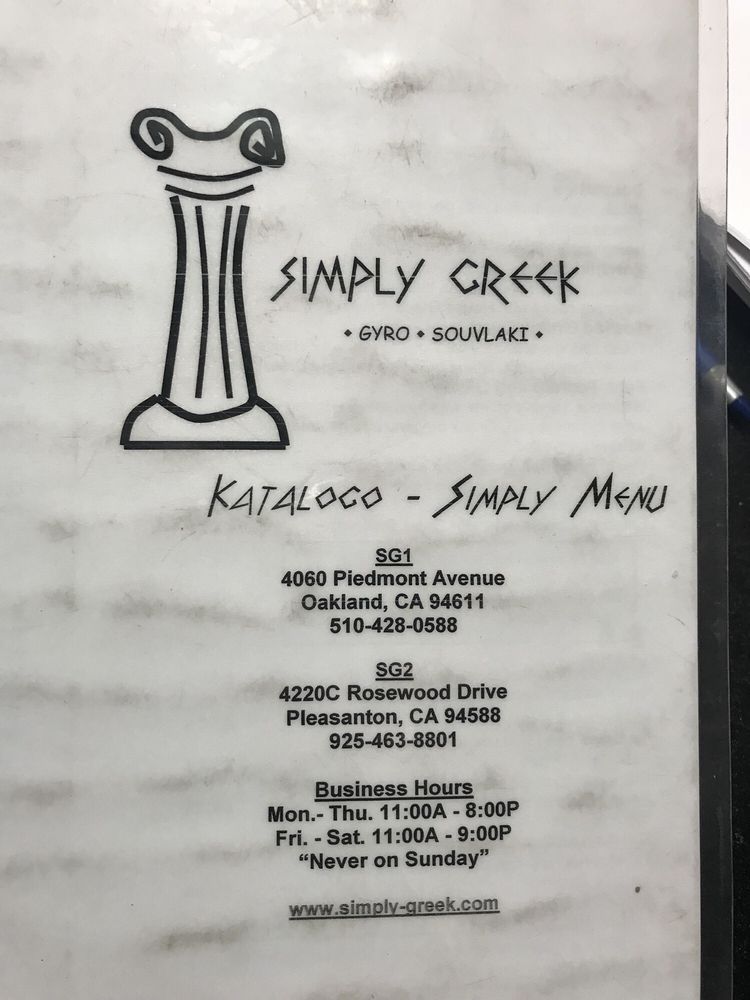 SIMPLY GREEK
• GYRO • SOUVLAKI •
KATALOGO - SIMPLY MENU
SG1
4060 Piedmont Avenue
Oakland, CA 94611
510-428-0588
SG2
4220C Rosewood Drive
Pleasanton, CA 94588
925-463-8801
Business Hours
Mon.- Thu. 11:00A - 8:00P
Fri. - Sat. 11:00A - 9:00P
“Never on Sunday”
www.simply-greek.com